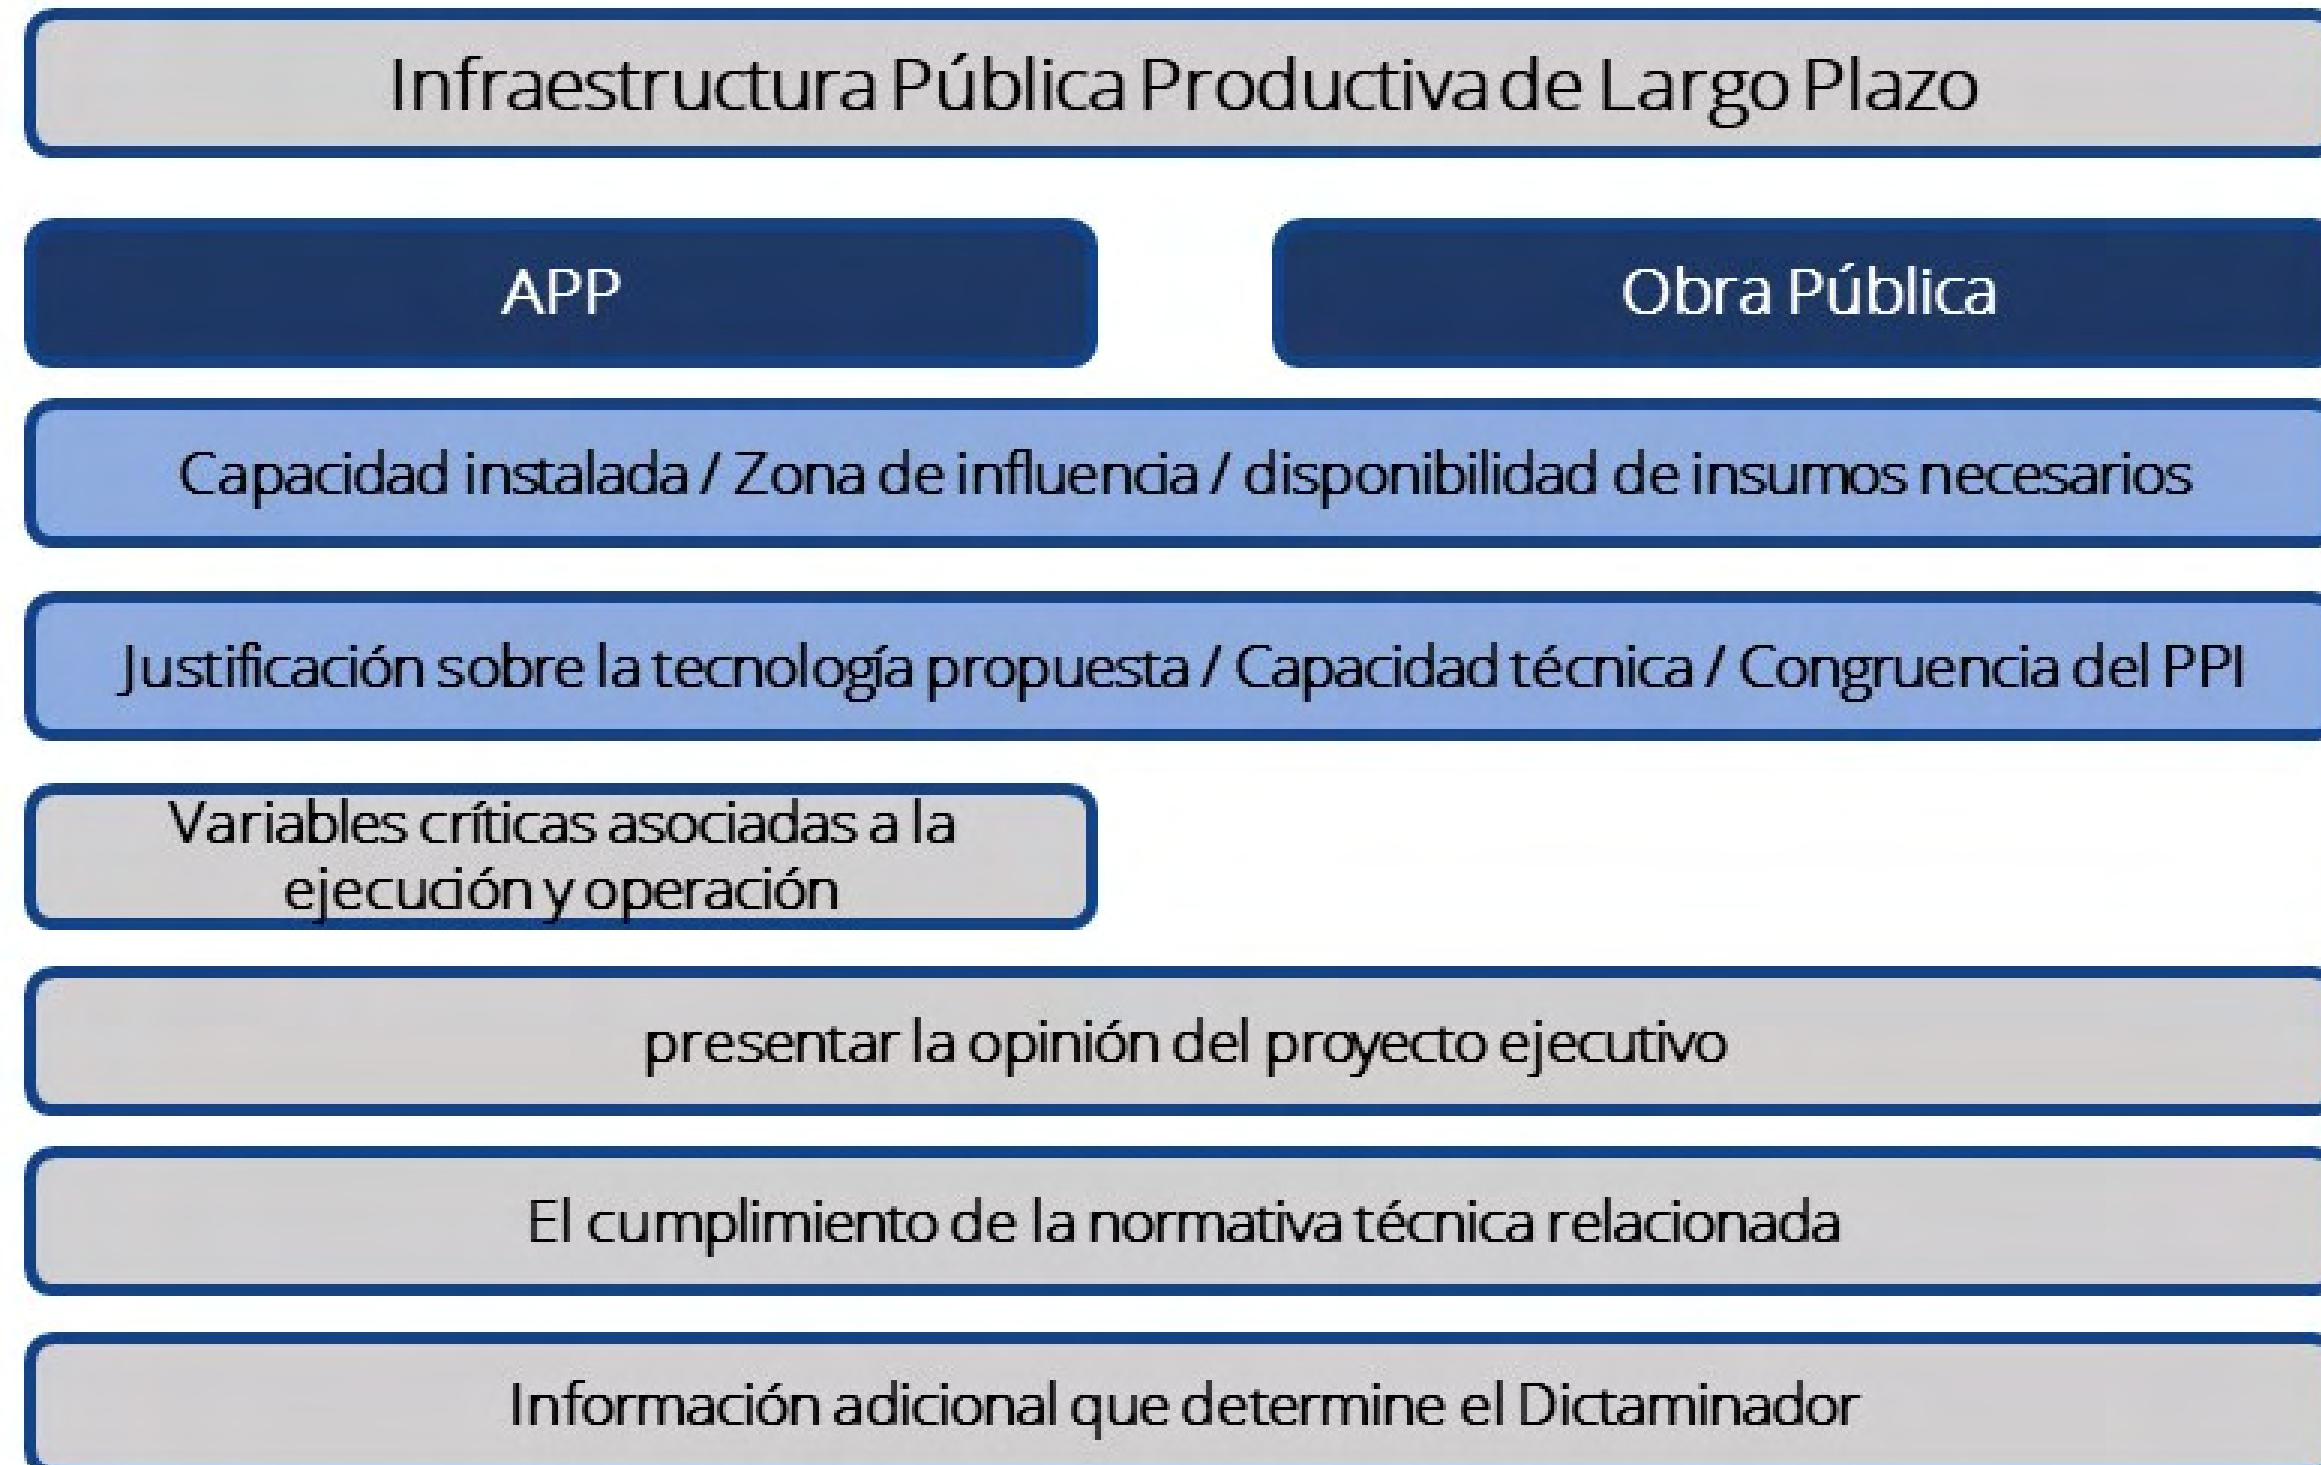 Infraestructura Pública Productiva de Largo Plazo
APP
Obra Pública
Capacidad instalada / Zona de influencia / disponibilidad de insumos necesarios
Justificación sobre la tecnología propuesta / Capacidad técnica / Congruencia del PPI
Variables críticas asociadas a la
ejecución y operación
presentar la opinión del proyecto ejecutivo
El cumplimiento de la normativa técnica relacionada
Información adicional que determine el Dictaminador